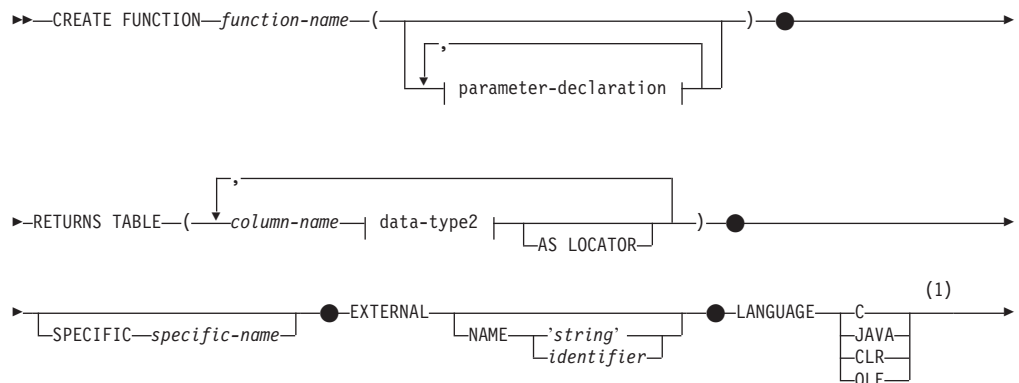 CREATE FUNCTION function-name ( )
,
parameter-declaration
RETURNS TABLE ( column-name data-type2 )
,
AS LOCATOR
(1)
EXTERNAL LANGUAGE C
SPECIFIC specific-name NAME 'string' JAVA
identifier CLR
OLE